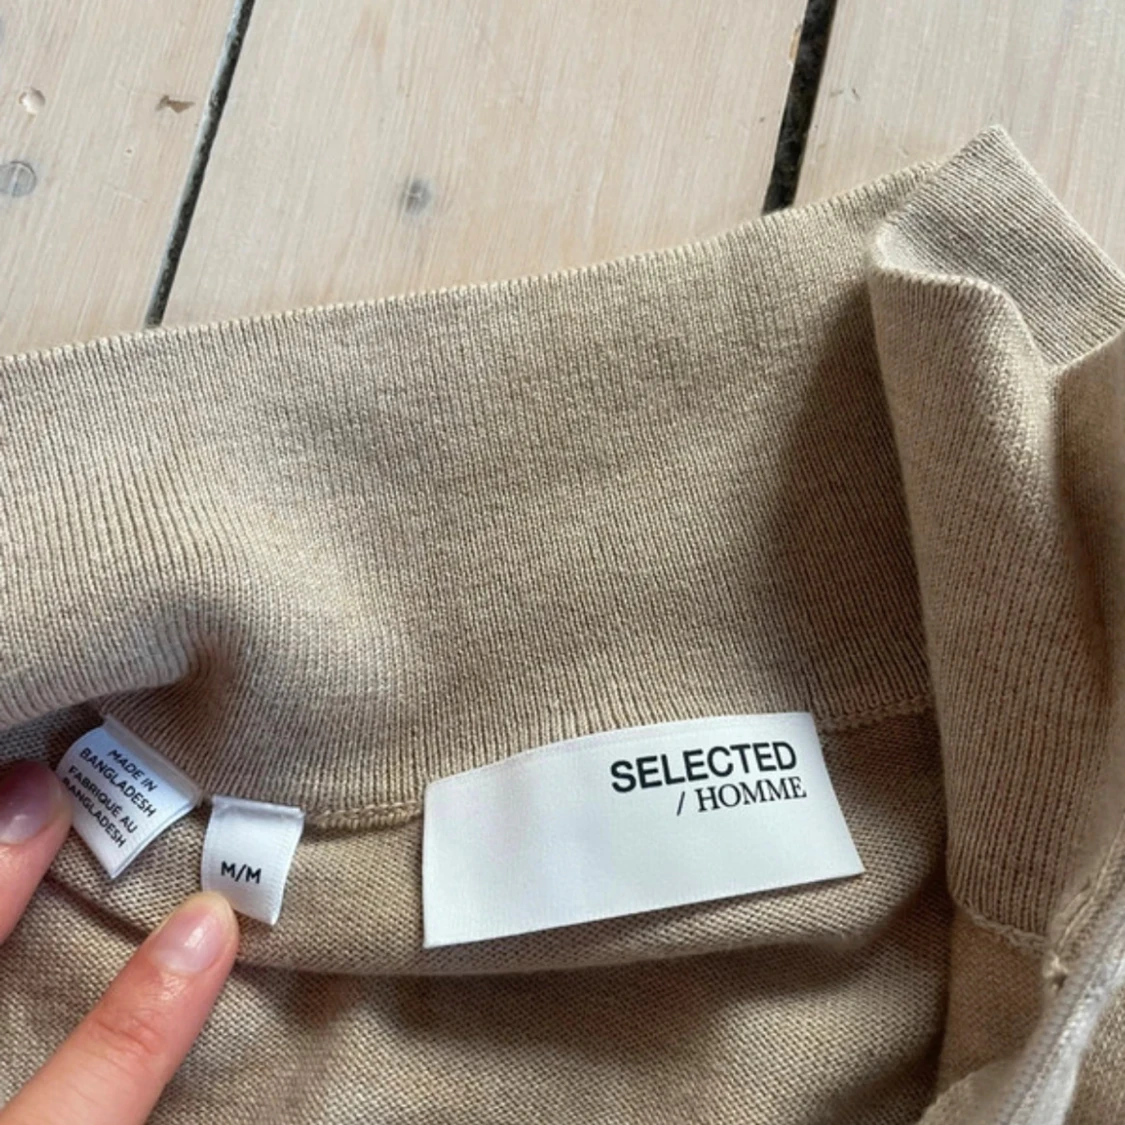 MADE IN
BANGLADESH
FABRIQUÉ AU
BANGLADESH
M/M
SELECTED
/ HOMME